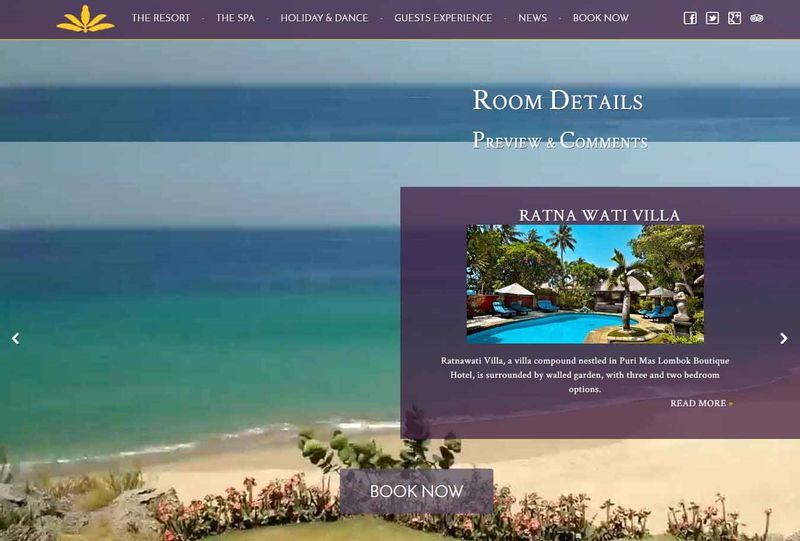 THE RESORT · THE SPA · HOLIDAY & DANCE · GUESTS EXPERIENCE · NEWS · BOOK NOW
Room Details
Preview & Comments
RATNA WATI VILLA
Ratnawati Villa, a villa compound nestled in Puri Mas Lombok Boutique
Hotel, is surrounded by walled garden, with three and two bedroom
options.
READ MORE »
BOOK NOW